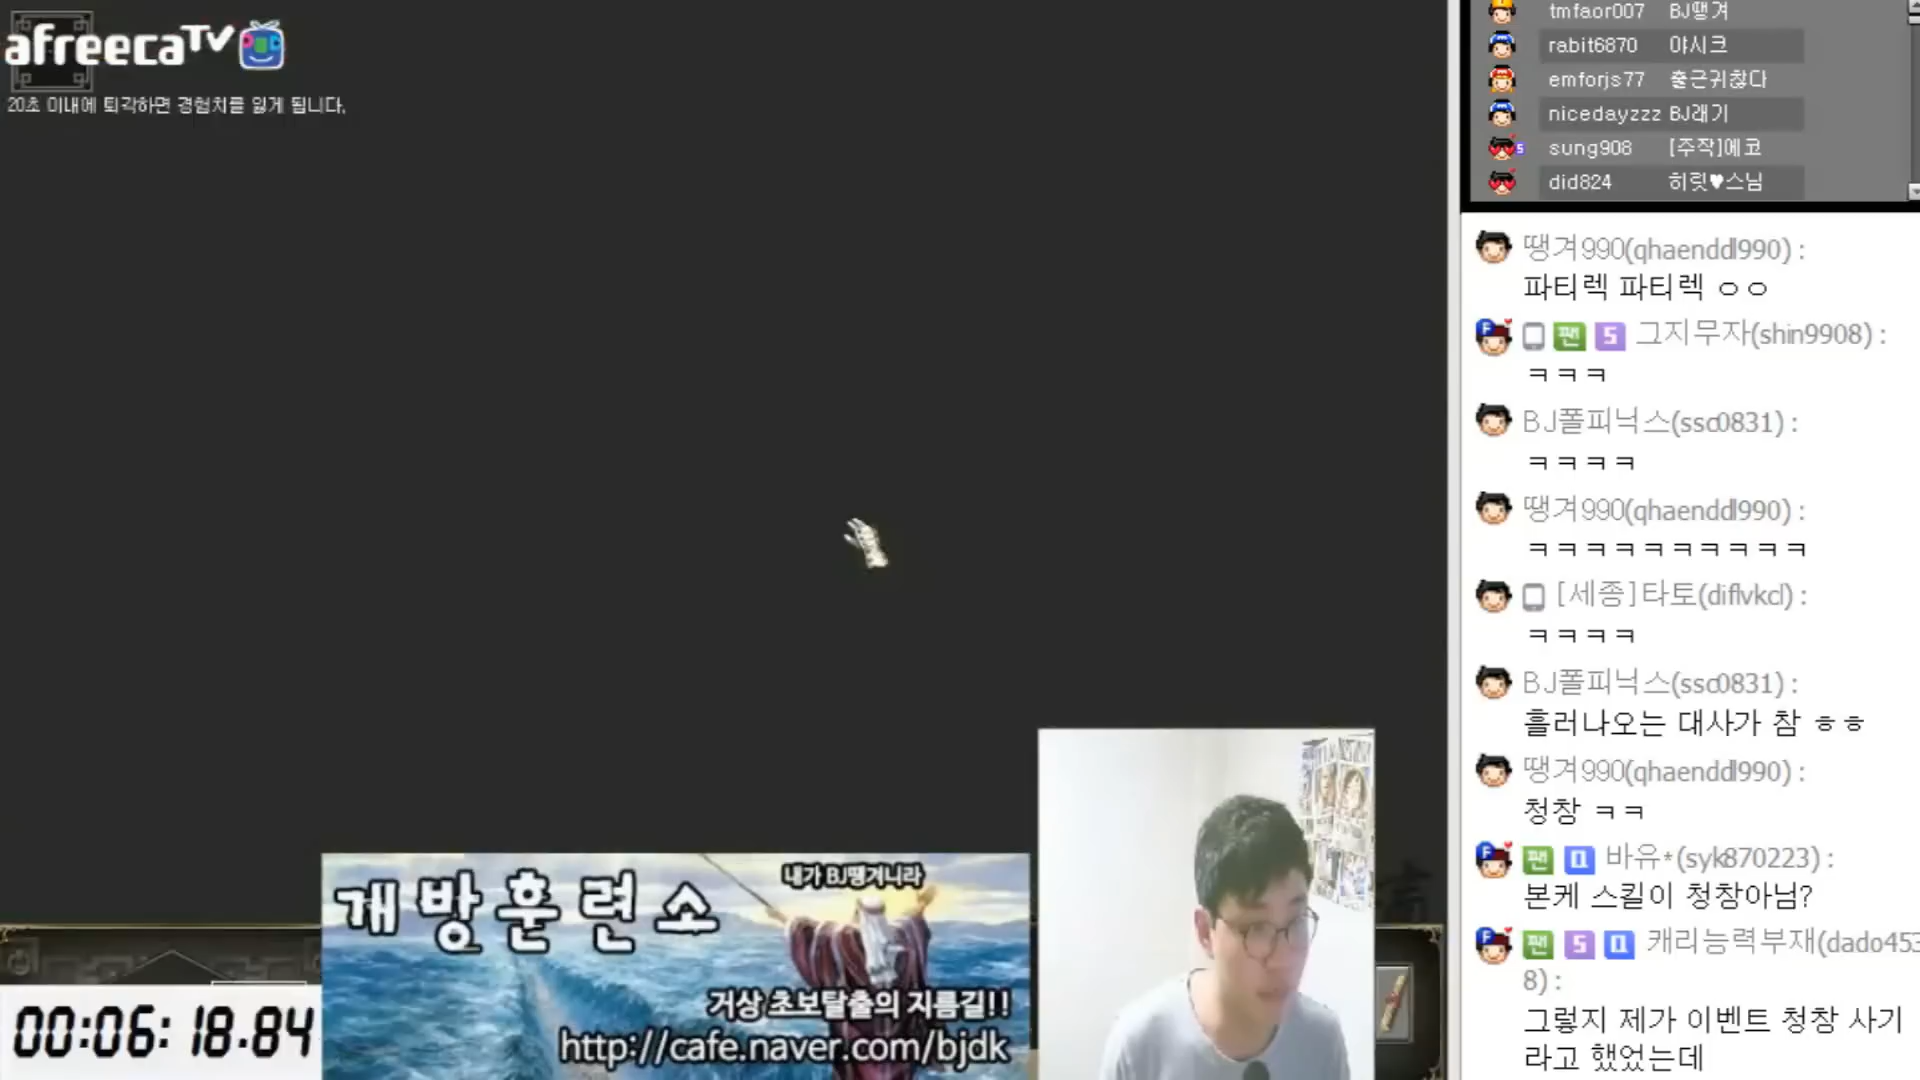 afreecaTV
20초 이내에 퇴각하면 경험치를 잃게 됩니다.
tmfaor007 BJ땡겨
rabit6870 야시크
emforjs77 출근귀찮다
nicedayzzz BJ래기
sung908 [주작]에코
did824 히릿♥스님
땡겨990(qhaenddl990) :
파티렉 파티렉 ㅇㅇ
팬 S 그지무자(shin9908) :
ㅋㅋㅋ
BJ폴피닉스(ssc0831) :
ㅋㅋㅋㅋ
땡겨990(qhaenddl990) :
ㅋㅋㅋㅋㅋㅋㅋㅋㅋㅋ
[세종]타토(diflvkcl) :
ㅋㅋㅋㅋ
BJ폴피닉스(ssc0831) :
흘러나오는 대사가 참 ㅎㅎ
땡겨990(qhaenddl990) :
청창 ㅋㅋ
팬 Q 바유*(syk870223) :
본케 스킬이 청창아님?
팬 S Q 캐리능력부재(dado453
8) :
그렇지 제가 이벤트 청창 사기
라고 했었는데
개방훈련소
내가 BJ땡겨니라
거상 초보탈출의 지름길!!
http://cafe.naver.com/bjdk
00:06:18.84